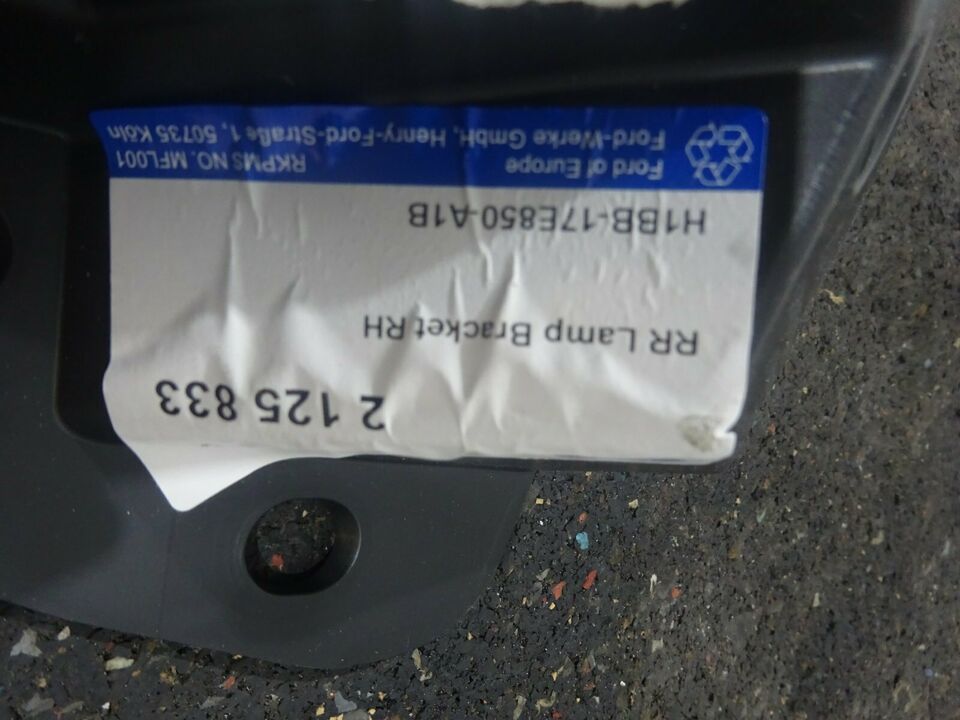 2 125 833
RR Lamp Bracket RH
H1BB-17E850-A1B
Ford of Europe
RKPMS NO. MFL001
Ford-Werke GmbH, Henry-Ford-Straße 1, 50735 Köln